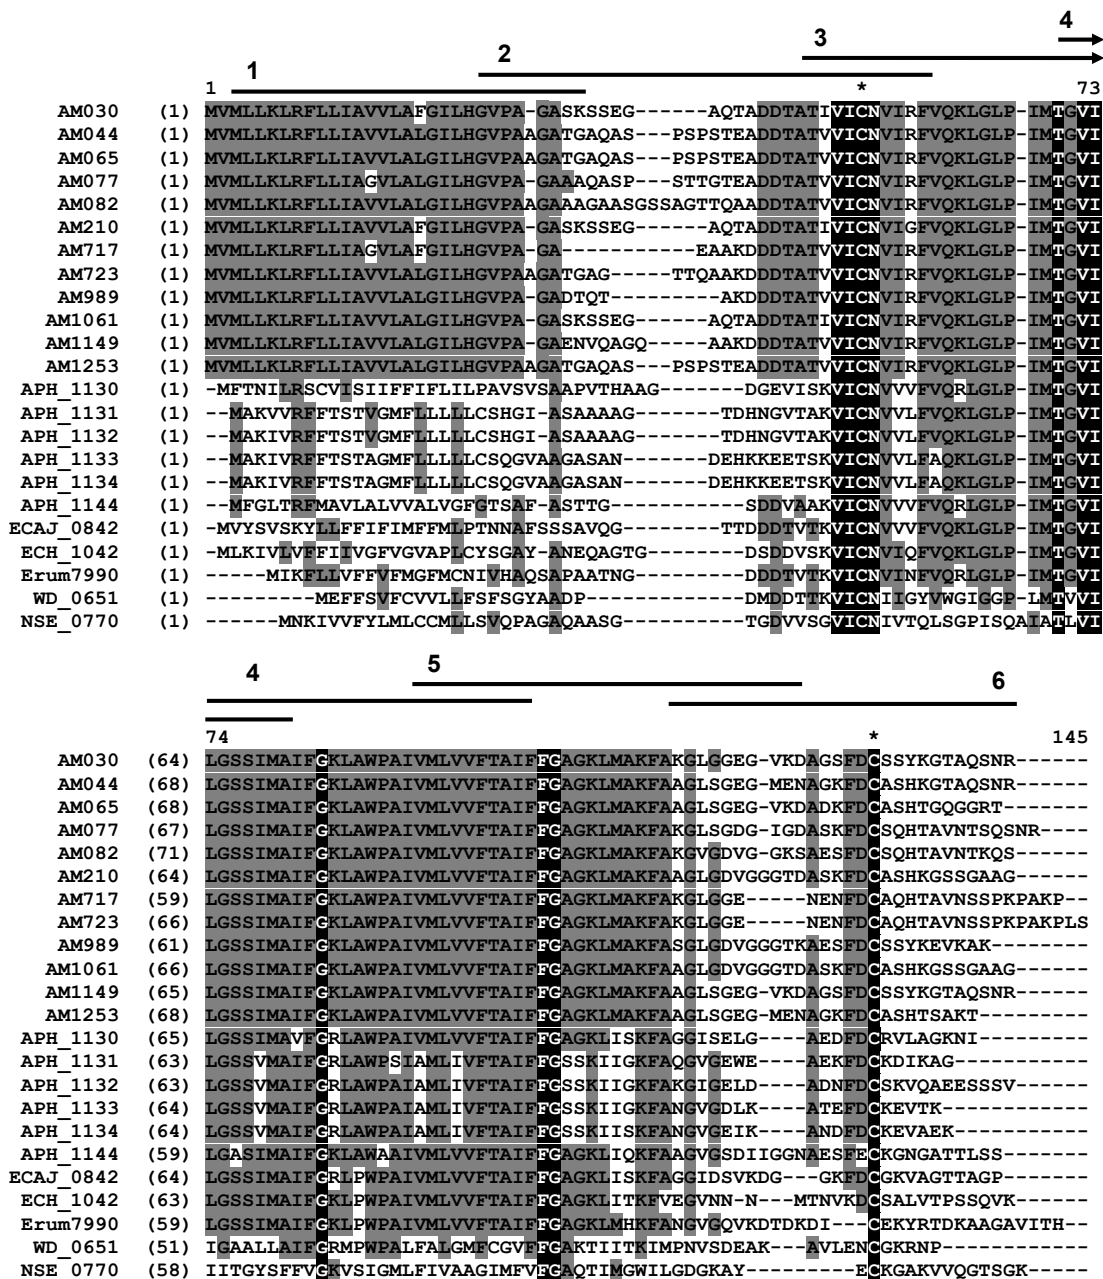 4
3
2
1
1 * 73
AM030 (1) MVMLLKLRFLLIAVVLAFGILHGVPA-GASKSSEG------AQTADDTATIVICNVIRFVQKLGLP-IMTGVI
AM044 (1) MVMLLKLRFLLIAVVLALGILHGVPAAGATGAQAS---PSPSTEADDTATVVICNVIRFVQKLGLP-IMTGVI
AM065 (1) MVMLLKLRFLLIAVVLALGILHGVPAAGATGAQAS---PSPSTEADDTATVVICNVIRFVQKLGLP-IMTGVI
AM077 (1) MVMLLKLRFLLIAGVLALGILHGVPA-GAAAQASP---STTGTEADDTATVVICNVIRFVQKLGLP-IMTGVI
AM082 (1) MVMLLKLRFLLIAVVLALGILHGVPAAGAAAGAASGSSAGTTQAADDTATVVICNVIRFVQKLGLP-IMTGVI
AM210 (1) MVMLLKLRFLLIAVVLAFGILHGVPA-GASKSSEG------AQTADDTATIVICNVIGFVQKLGLP-IMTGVI
AM717 (1) MVMLLKLRFLLIAGVLAFGILHGVPA-GA-----------EAAKDDDTATVVICNVIRFVQKLGLP-IMTGVI
AM723 (1) MVMLLKLRFLLIAVVLALGILHGVPAAGATGAG-----TTQAAKDDDTATVVICNVIRFVQKLGLP-IMTGVI
AM989 (1) MVMLLKLRFLLIAVVLALGILHGVPA-GADTQT---------AKDDDTATVVICNVIRFVQKLGLP-IMTGVI
AM1061 (1) MVMLLKLRFLLIAVVLALGILHGVPA-GASKSSEG------AQTADDTATIVICNVIRFVQKLGLP-IMTGVI
AM1149 (1) MVMLLKLRFLLIAVVLALGILHGVPA-GAENVQAGQ-----AAKDDDTATVVICNVIRFVQKLGLP-IMTGVI
AM1253 (1) MVMLLKLRFLLIAVVLALGILHGVPAAGATGAQAS---PSPSTEADDTATVVICNVIRFVQKLGLP-IMTGVI
APH_1130 (1) -MFTNILRSCVLSIIFFIFLILPAVSVSAAPVTHAAG-------DGEVISKVICNVVVFVQRLGLP-IMTGVI
APH_1131 (1) --MAKVVRFFTSTVGMFLLLLLCSHGI-ASAAAAG-------TDHNGVTAKVICNVVLFVQKLGLP-IMTGVI
APH_1132 (1) --MAKIVRFFTSTVGMFLLLLLCSHGI-ASAAAAG-------TDHNGVTAKVICNVVLFVQKLGLP-IMTGVI
APH_1133 (1) --MAKIVRFFTSTAGMFLLLLLCSQGVAAGASAN-------DEHKKEETSKVICNVVLFAQKLGLP-IMTGVI
APH_1134 (1) --MAKIVRFFTSTAGMFLLLLLCSQGVAAGASAN-------DEHKKEETSKVICNVVLFAQKLGLP-IMTGVI
APH_1144 (1) --MFGLTRFMAVLALVVALVGFGTSAF-ASTTG---------SDDVAAKVICNVVVFVQRLGLP-IMTGVI
ECAJ_0842 (1) -MVYSVSKYLLFFIFIMFFMLPTNNAFSSSAVQG--------TTDDDTVTKVICNVVVFVQKLGLP-IMTGVI
ECH_1042 (1) -MLKIVLVFFIIVGFVGVAPLCYSGAY-ANEQAGTG--------DSDDVSKVICNVIQFVQKLGLP-IMTGVI
Erum7990 (1) -----MIKFLLVFFVFMGFMCNIVHAQSAPAATNG-------DDDTVTKVICNVINFVQRLGLP-IMTGVI
WD_0651 (1) ---------MEFFSVFCVVLLFSFSGYAADP-----------DMDDTTKVICNIIGYVWGIGGP-LMTVVI
NSE_0770 (1) ------MNKIVVFYLMLCCMLLSVQPAGAQAASG--------TGDVVSGVICNIVTQLSGPISQAIATLVI
5
4
6
74 * 145
AM030 (64) LGSSIMAIFGKLAWPAIVMLVVFTAIFFGAGKLMAKFAKGLGGEG-VKDAGSFDCSSYKGTAQSNR------
AM044 (68) LGSSIMAIFGKLAWPAIVMLVVFTAIFFGAGKLMAKFAAGLSGEG-MENAGKFDCASHKGTAQSNR------
AM065 (68) LGSSIMAIFGKLAWPAIVMLVVFTAIFFGAGKLMAKFAKGLSGEG-VKDADKFDCASHTGQGGRT-------
AM077 (67) LGSSIMAIFGKLAWPAIVMLVVFTAIFFGAGKLMAKFAKGLSGDG-IGDASKFDCSQHTAVNTSQSNR----
AM082 (71) LGSSIMAIFGKLAWPAIVMLVVFTAIFFGAGKLMAKFAKGVGDVG-GKSAESFDCSQHTAVNTKQS------
AM210 (64) LGSSIMAIFGKLAWPAIVMLVVFTAIFFGAGKLMAKFAAGLGDVGGGTDASKFDCASHKGSSGAAG------
AM717 (59) LGSSIMAIFGKLAWPAIVMLVVFTAIFFGAGKLMAKFAKGLGGE-----NENFDCAQHTAVNSSPKPAKP--
AM723 (66) LGSSIMAIFGKLAWPAIVMLVVFTAIFFGAGKLMAKFAKGLGGE-----NENFDCAQHTAVNSSPKPAKPLS
AM989 (61) LGSSIMAIFGKLAWPAIVMLVVFTAIFFGAGKLMAKFASGLGDVGGGTKAESFDCSSYKEVKAK--------
AM1061 (66) LGSSIMAIFGKLAWPAIVMLVVFTAIFFGAGKLMAKFAAGLGDVGGGTDASKFDCASHKGSSGAAG------
AM1149 (65) LGSSIMAIFGKLAWPAIVMLVVFTAIFFGAGKLMAKFAAGLSGEG-VKDAGSFDCSSYKGTAQSNR------
AM1253 (68) LGSSIMAIFGKLAWPAIVMLVVFTAIFFGAGKLMAKFAAGLSGEG-MENAGKFDCASHTSAKT---------
APH_1130 (65) LGSSIMAVFGRLAWPAIVMLVVFTAIFFGAGKLISKFAGGISELG----AEDFDCRVLAGKNI---------
APH_1131 (63) LGSSVMAIFGRLAWPSIAMLIVFTAIFFGSSKIIGKFAQGVGEWE----AEKFDCKDIKAG-----------
APH_1132 (63) LGSSVMAIFGRLAWPAIAMLIVFTAIFFGSSKIIGKFAKGIGELD----ADNFDCSKVQAEESSSV------
APH_1133 (64) LGSSVMAIFGRLAWPAIAMLIVFTAIFFGSSKIIGKFANGVGDLK----ATEFDCKEVTK------------
APH_1134 (64) LGSSVMAIFGRLAWPAIAMLIVFTAIFFGSSKIISKFANGVGEIK----ANDFDCKEVAEK-----------
APH_1144 (59) LGASIMAIFGKLAWAAIVMLVVFTAIFFGAGKLIQKFAAGVGSDIIGGNAESFECKGNGATTLSS-------
ECAJ_0842 (64) LGSSIMAIFGRLPWPAIVMLVVFTAIFFGAGKLISKFAGGIDSVKDG----GKFDCGKVAGTTAGP------
ECH_1042 (63) LGSSIMAIFGKLAWPAIVMLVVFTAIFFGAGKLITKFVEGVNN-N---MTNVKDCSALVTPSSQVK------
Erum7990 (59) LGSSIMAIFGKLPWPAIVMLVVFTAIFFGAGKLMHKFANGVGQVKDTDKDI---CEKYRTDKAAGAVITH--
WD_0651 (51) IGAALLAIFGRMPWPALFALGMFCGVFFGAKTIITKIMPNVSDEAK---AVLENCGKRNP------------
NSE_0770 (58) IITGYSFFVGKVSIGMLFIVAAGIMFVFGAQTIMGWILGDGKAY-------ECKGAKVVQGTSGK------